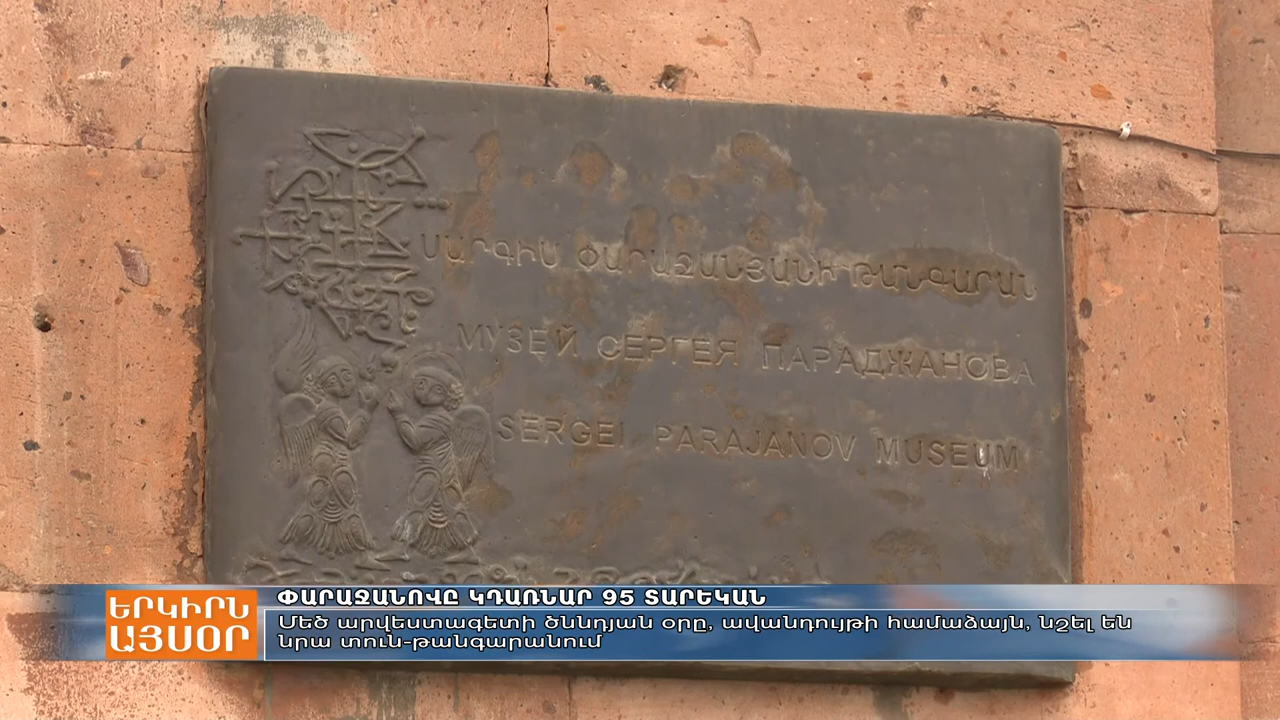 ՍԱՐԳԻՍ ՓԱՐԱՋԱՆՅԱՆԻ ԹԱՆԳԱՐԱՆ
МУЗЕЙ СЕРГЕЯ ПАРАДЖАНОВА
SERGEI PARAJANOV MUSEUM
ԵՐԿԻՐՆ
ԱՅՍՕՐ
ՓԱՐԱՋԱՆՈՎԸ ԿԴԱՌՆԱՐ 95 ՏԱՐԵԿԱՆ
Մեծ արվեստագետի ծննդյան օրը, ավանդույթի համաձայն, նշել են
նրա տուն-թանգարանում